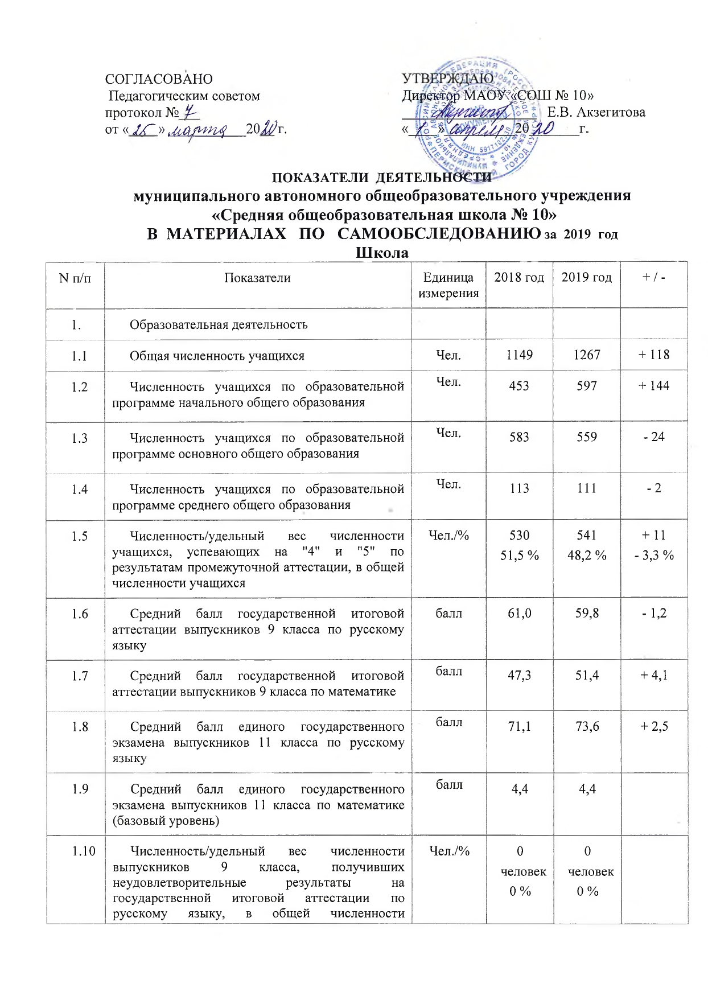 СОГЛАСОВАНО
Педагогическим советом
протокол № 7
от «25» марта 2020 г.
УТВЕРЖДАЮ
Директор МАОУ «СОШ № 10»
Е.В. Акзегитова
«1» апреля 2020 г.
ИНН 5917102
ПОКАЗАТЕЛИ ДЕЯТЕЛЬНОСТИ
муниципального автономного общеобразовательного учреждения
«Средняя общеобразовательная школа № 10»
В МАТЕРИАЛАХ ПО САМООБСЛЕДОВАНИЮ за 2019 год
Школа
N п/п Показатели Единица измерения 2018 год 2019 год + / -
1. Образовательная деятельность
1.1 Общая численность учащихся Чел. 1149 1267 + 118
1.2 Численность учащихся по образовательной Чел. 453 597 + 144
программе начального общего образования
1.3 Численность учащихся по образовательной Чел. 583 559 - 24
программе основного общего образования
1.4 Численность учащихся по образовательной Чел. 113 111 - 2
программе среднего общего образования
1.5 Численность/удельный вес численности Чел./% 530 541 + 11
учащихся, успевающих на "4" и "5" по 51,5 % 48,2 % - 3,3 %
результатам промежуточной аттестации, в общей
численности учащихся
1.6 Средний балл государственной итоговой балл 61,0 59,8 - 1,2
аттестации выпускников 9 класса по русскому
языку
1.7 Средний балл государственной итоговой балл 47,3 51,4 + 4,1
аттестации выпускников 9 класса по математике
1.8 Средний балл единого государственного балл 71,1 73,6 + 2,5
экзамена выпускников 11 класса по русскому
языку
1.9 Средний балл единого государственного балл 4,4 4,4
экзамена выпускников 11 класса по математике
(базовый уровень)
1.10 Численность/удельный вес численности Чел./% 0 0
выпускников 9 класса, получивших человек человек
неудовлетворительные результаты на 0 % 0 %
государственной итоговой аттестации по
русскому языку, в общей численности